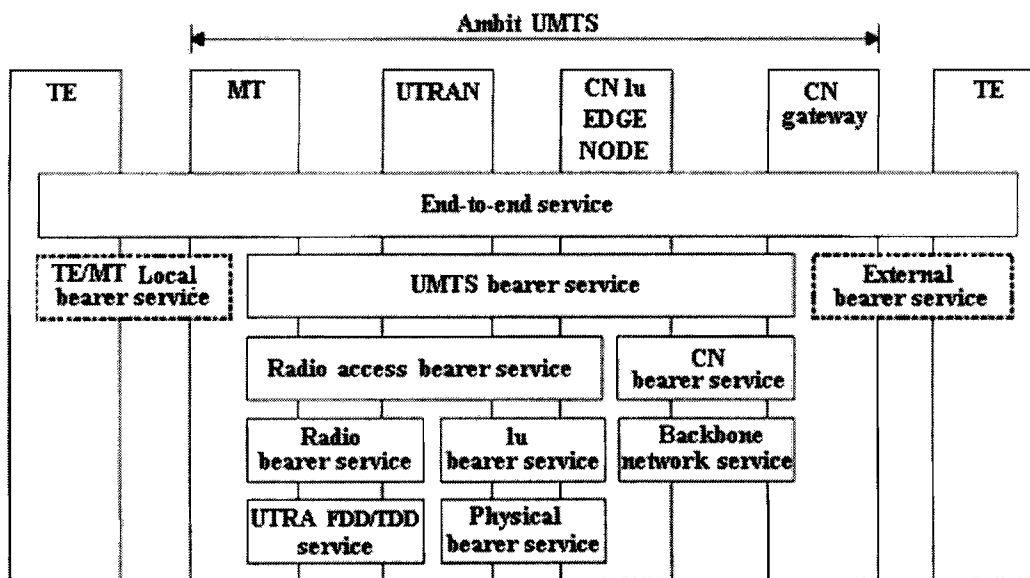 Ambit UMTS
TE
MT
UTRAN
CN lu
EDGE
NODE
CN
gateway
TE
End-to-end service
TE/MT Local
bearer service
UMTS bearer service
External
bearer service
Radio access bearer service
CN
bearer service
Radio
bearer service
lu
bearer service
Backbone
network service
UTRA FDD/TDD
service
Physical
bearer service